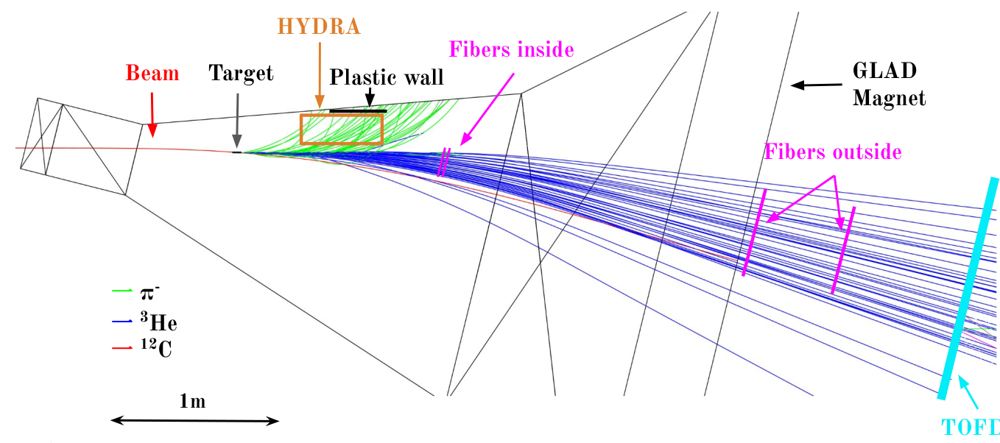 HYDRA
Fibers inside
Beam
Target
Plastic wall
GLAD
Magnet
Fibers outside
π⁻
³He
¹²C
1m
TOFD